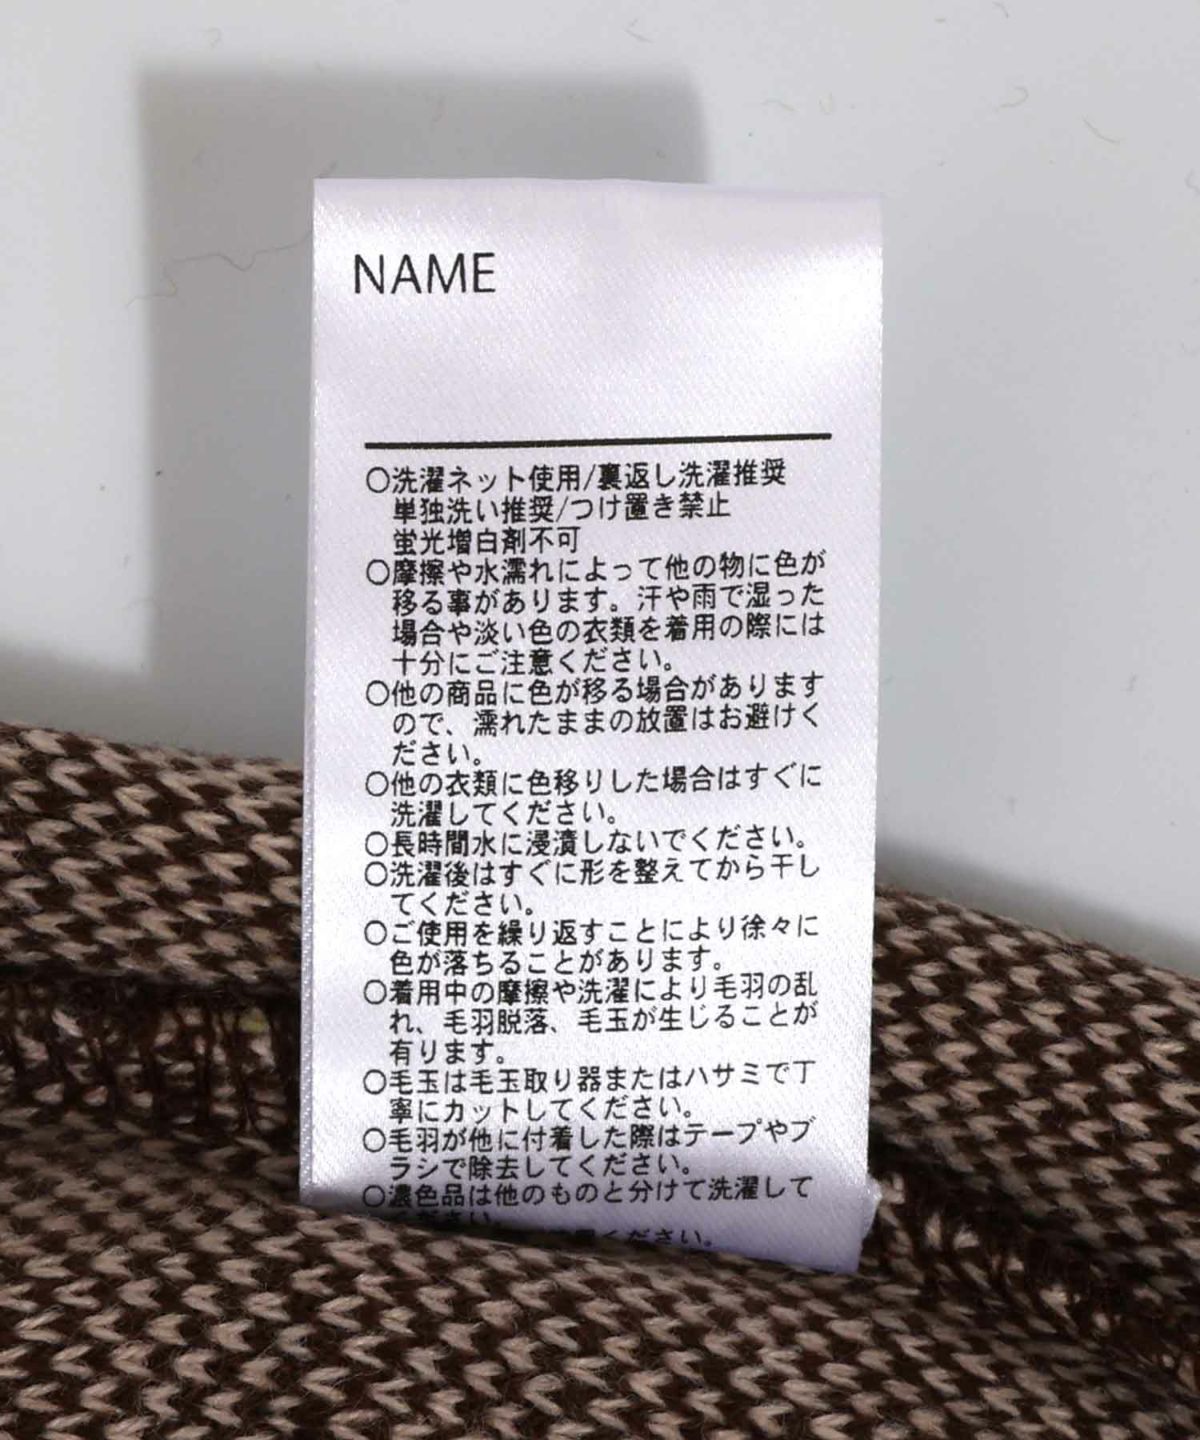 NAME
○洗濯ネット使用/裏返し洗濯推奨
単独洗い推奨/つけ置き禁止
蛍光増白剤不可
○摩擦や水濡れによって他の物に色が
移る事があります。汗や雨で湿った
場合や淡い色の衣類を着用の際には
十分にご注意ください。
○他の商品に色が移る場合があります
ので、濡れたままの放置はお避けく
ださい。
○他の衣類に色移りした場合はすぐに
洗濯してください。
○長時間水に浸漬しないでください。
○洗濯後はすぐに形を整えてから干し
てください。
○ご使用を繰り返すことにより徐々に
色が落ちることがあります。
○着用中の摩擦や洗濯により毛羽の乱
れ、毛羽脱落、毛玉が生じることが
有ります。
○毛玉は毛玉取り器またはハサミで丁
寧にカットしてください。
○毛羽が他に付着した際はテープやブ
ラシで除去してください。
○濃色品は他のものと分けて洗濯して
ください。
ください。